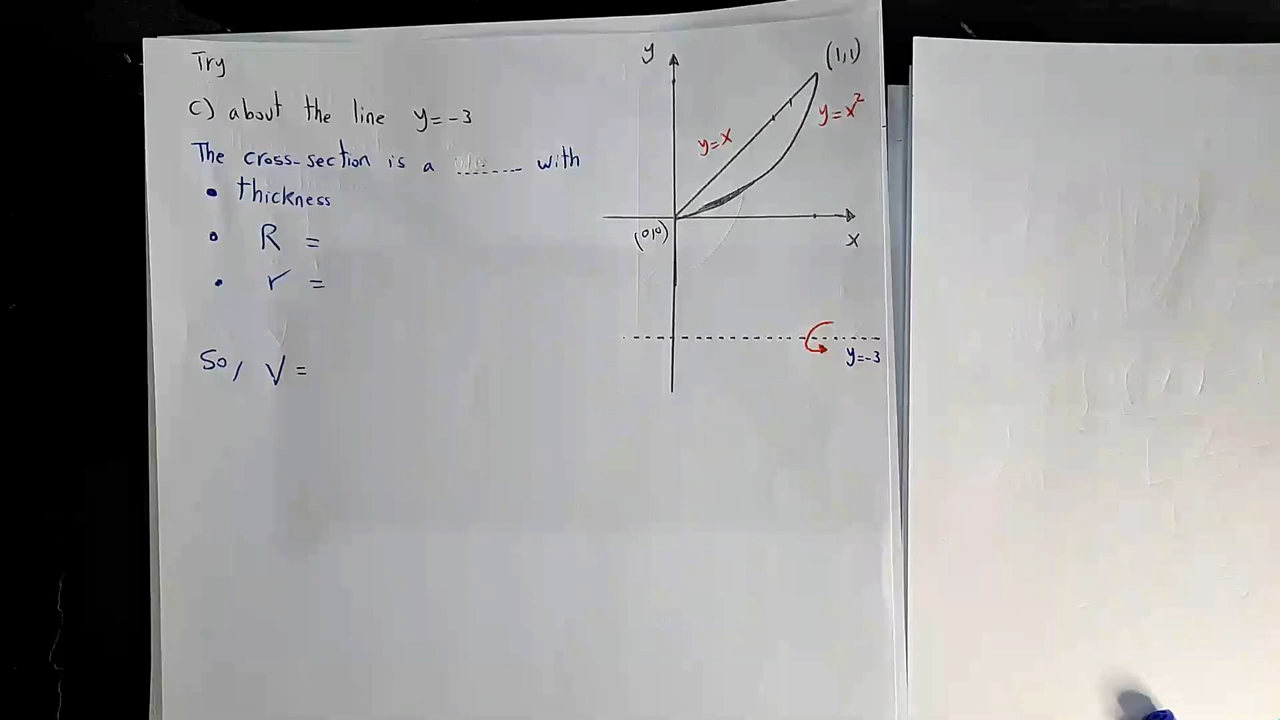 Try
c) about the line y=-3
The cross-section is a ....... with
• thickness
• R =
• r =
So, V =
y
(1,1)
y=x²
y=x
(0,0)
x
y=-3